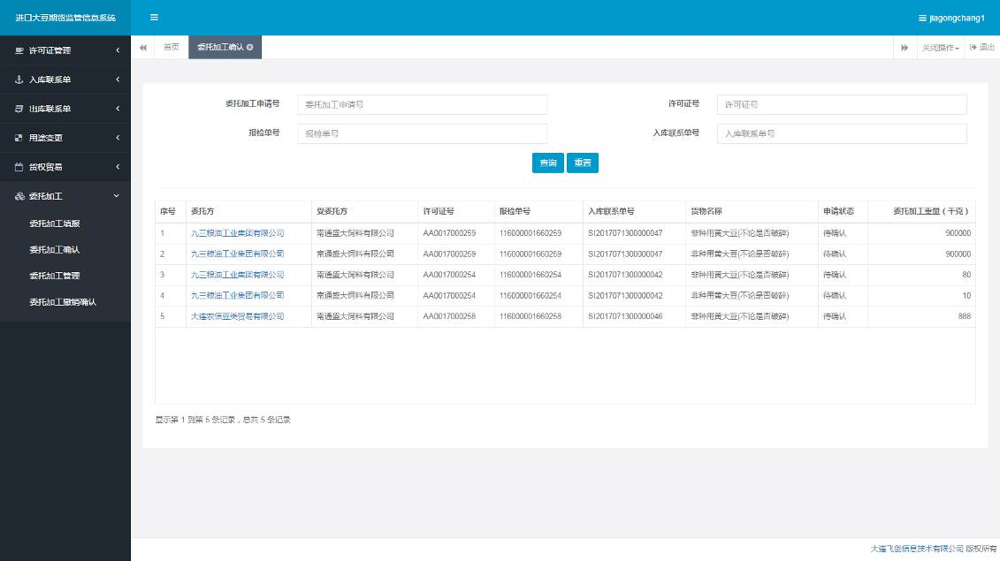 进口大豆期货监管信息系统
jiagongchang1
许可证管理
入库联系单
出库联系单
用途变更
货权贸易
委托加工
委托加工填报
委托加工确认
委托加工管理
委托加工撤销确认
首页 委托加工确认 关闭操作 退出
委托加工申请号 委托加工申请号 许可证号 许可证号
报检单号 报检单号 入库联系单号 入库联系单号
查询 重置
序号 委托方 受委托方 许可证号 报检单号 入库联系单号 货物名称 申请状态 委托加工重量（千克）
1 九三粮油工业集团有限公司 南通盛大饲料有限公司 AA0017000259 116000001660259 SI2017071300000047 非种用黄大豆(不论是否破碎) 待确认 900000
2 九三粮油工业集团有限公司 南通盛大饲料有限公司 AA0017000259 116000001660259 SI2017071300000047 非种用黄大豆(不论是否破碎) 待确认 900000
3 九三粮油工业集团有限公司 南通盛大饲料有限公司 AA0017000254 116000001660254 SI2017071300000042 非种用黄大豆(不论是否破碎) 待确认 80
4 九三粮油工业集团有限公司 南通盛大饲料有限公司 AA0017000254 116000001660254 SI2017071300000042 非种用黄大豆(不论是否破碎) 待确认 10
5 大连农信豆类贸易有限公司 南通盛大饲料有限公司 AA0017000258 116000001660258 SI2017071300000046 非种用黄大豆(不论是否破碎) 待确认 888
显示第 1 到第 5 条记录，总共 5 条记录
大连飞创信息技术有限公司 版权所有